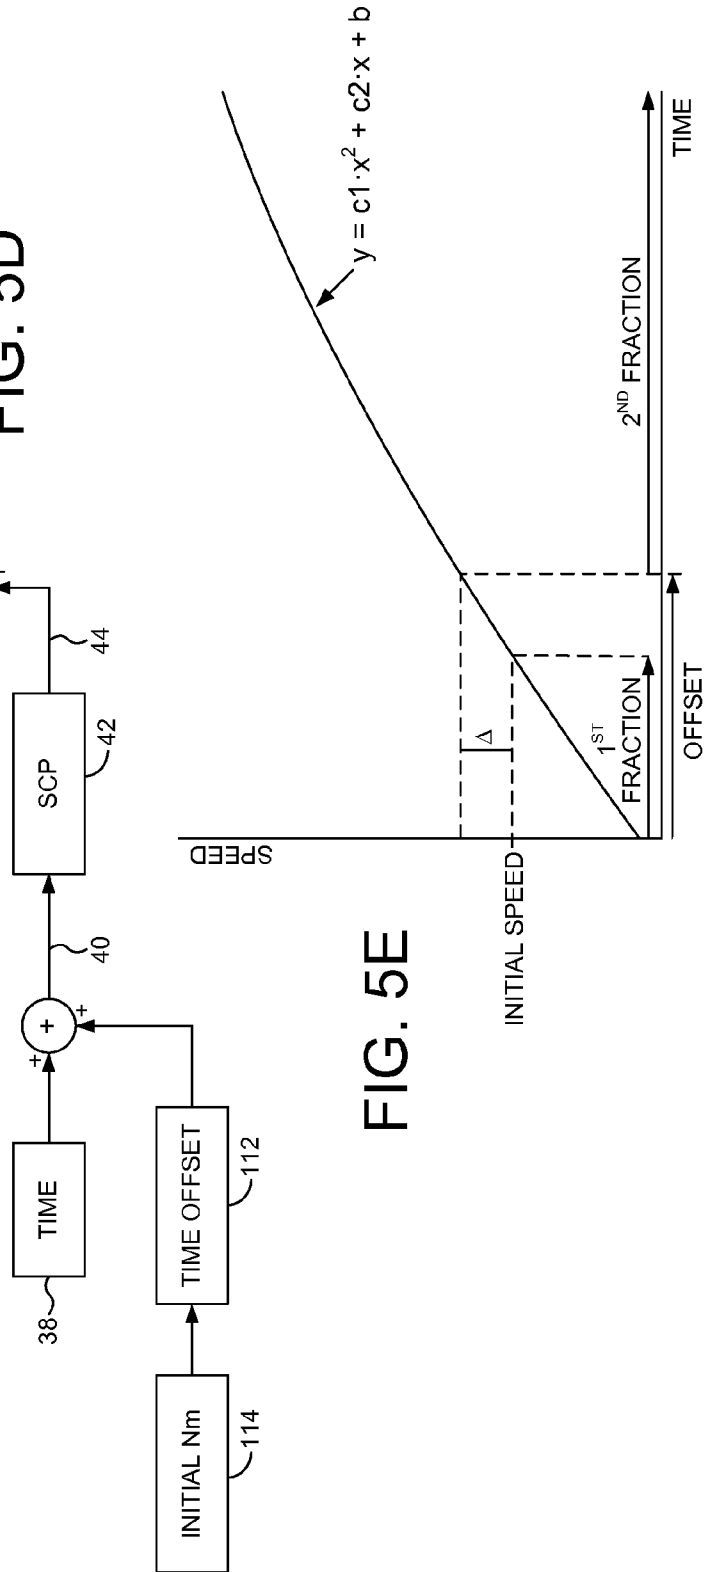 FIG. 5D
TIME
38
+
+
+
40
SCP
42
44
INITIAL Nm
114
TIME OFFSET
112
FIG. 5E
SPEED
INITIAL SPEED
Δ
y = c1·x² + c2·x + b
1ST
FRACTION
2ND FRACTION
OFFSET
TIME